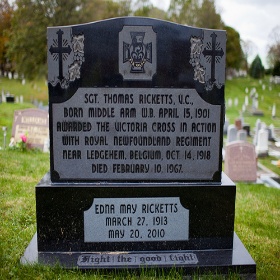 SGT. THOMAS RICKETTS, V.C.,
BORN MIDDLE ARM W.B. APRIL 15, 1901
AWARDED THE VICTORIA CROSS IN ACTION
WITH ROYAL NEWFOUNDLAND REGIMENT
NEAR LEDGEHEM, BELGIUM, OCT 14, 1918
DIED FEBRUARY 10, 1967.
EDNA MAY RICKETTS
MARCH 27, 1913
MAY 20, 2010
Fight the good fight